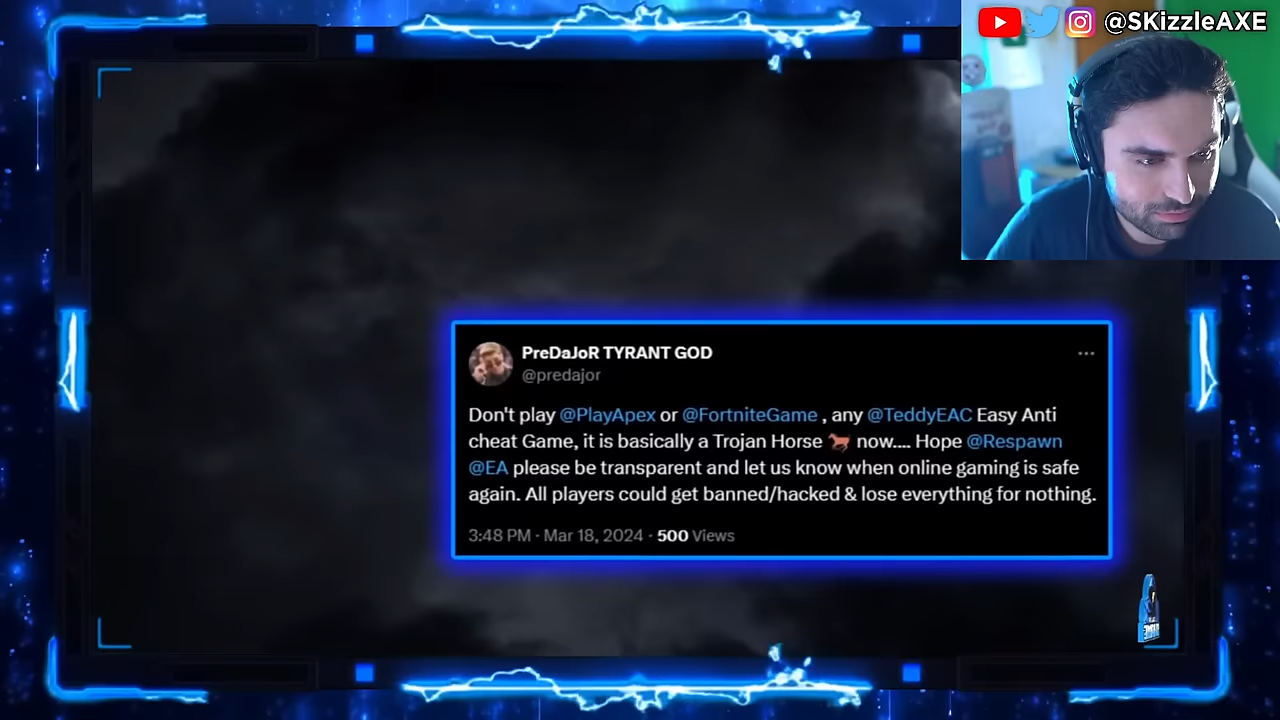 @SKizzleAXE
PreDaJoR TYRANT GOD
@predajor
Don't play @PlayApex or @FortniteGame , any @TeddyEAC Easy Anti
cheat Game, it is basically a Trojan Horse 🐎 now.... Hope @Respawn
@EA please be transparent and let us know when online gaming is safe
again. All players could get banned/hacked & lose everything for nothing.
3:48 PM · Mar 18, 2024 · 500 Views